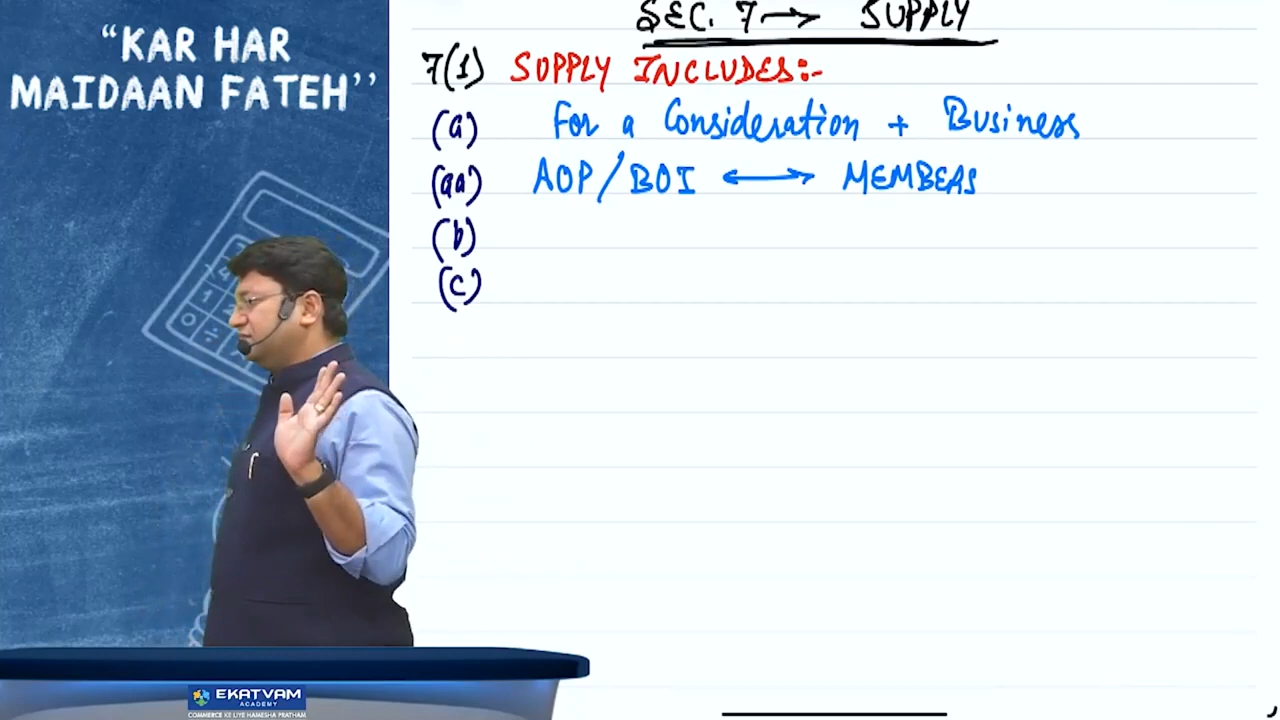 “KAR HAR
MAIDAAN FATEH’’
SEC. 7 → SUPPLY
7(1) SUPPLY INCLUDES:-
(a) For a Consideration + Business
(aa) AOP/BOI ↔ MEMBERS
(b)
(c)
EKATVAM
ACADEMY
COMMERCE KE LIYE HAMESHA PRATHAM